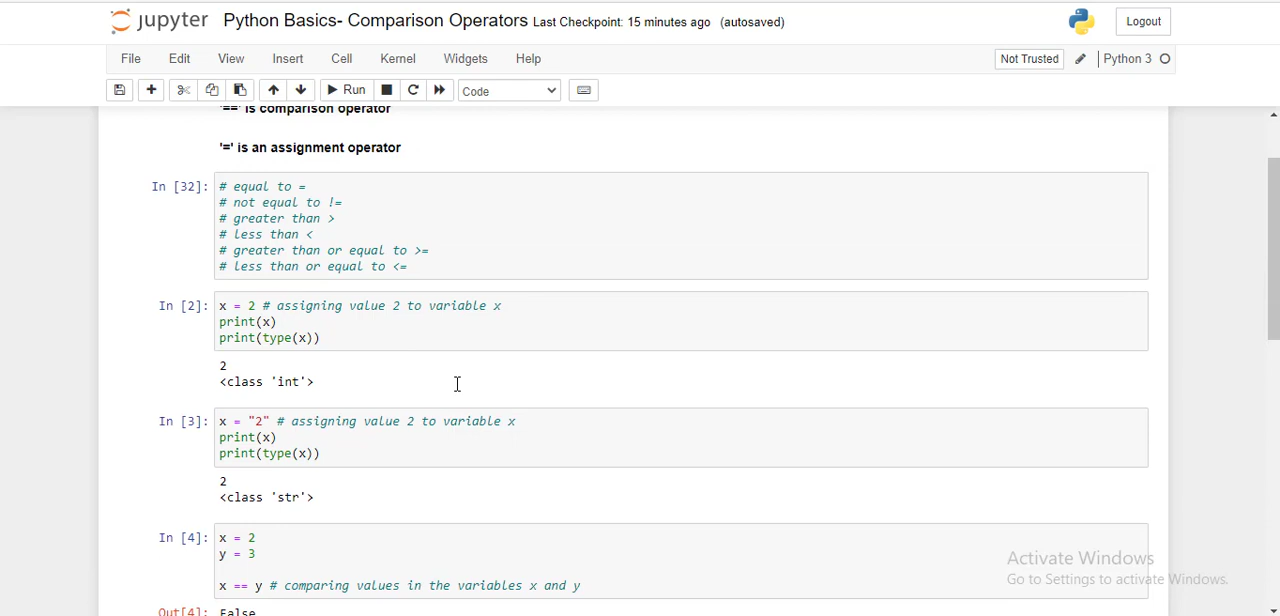 jupyter Python Basics- Comparison Operators Last Checkpoint: 15 minutes ago (autosaved) Logout
File Edit View Insert Cell Kernel Widgets Help Not Trusted Python 3
Run Code
'==' is comparison operator
'=' is an assignment operator
In [32]: # equal to =
# not equal to !=
# greater than >
# less than <
# greater than or equal to >=
# less than or equal to <=
In [2]: x = 2 # assigning value 2 to variable x
print(x)
print(type(x))
2
<class 'int'>
In [3]: x = "2" # assigning value 2 to variable x
print(x)
print(type(x))
2
<class 'str'>
In [4]: x = 2
y = 3
x == y # comparing values in the variables x and y
Out[4]: False
Activate Windows
Go to Settings to activate Windows.